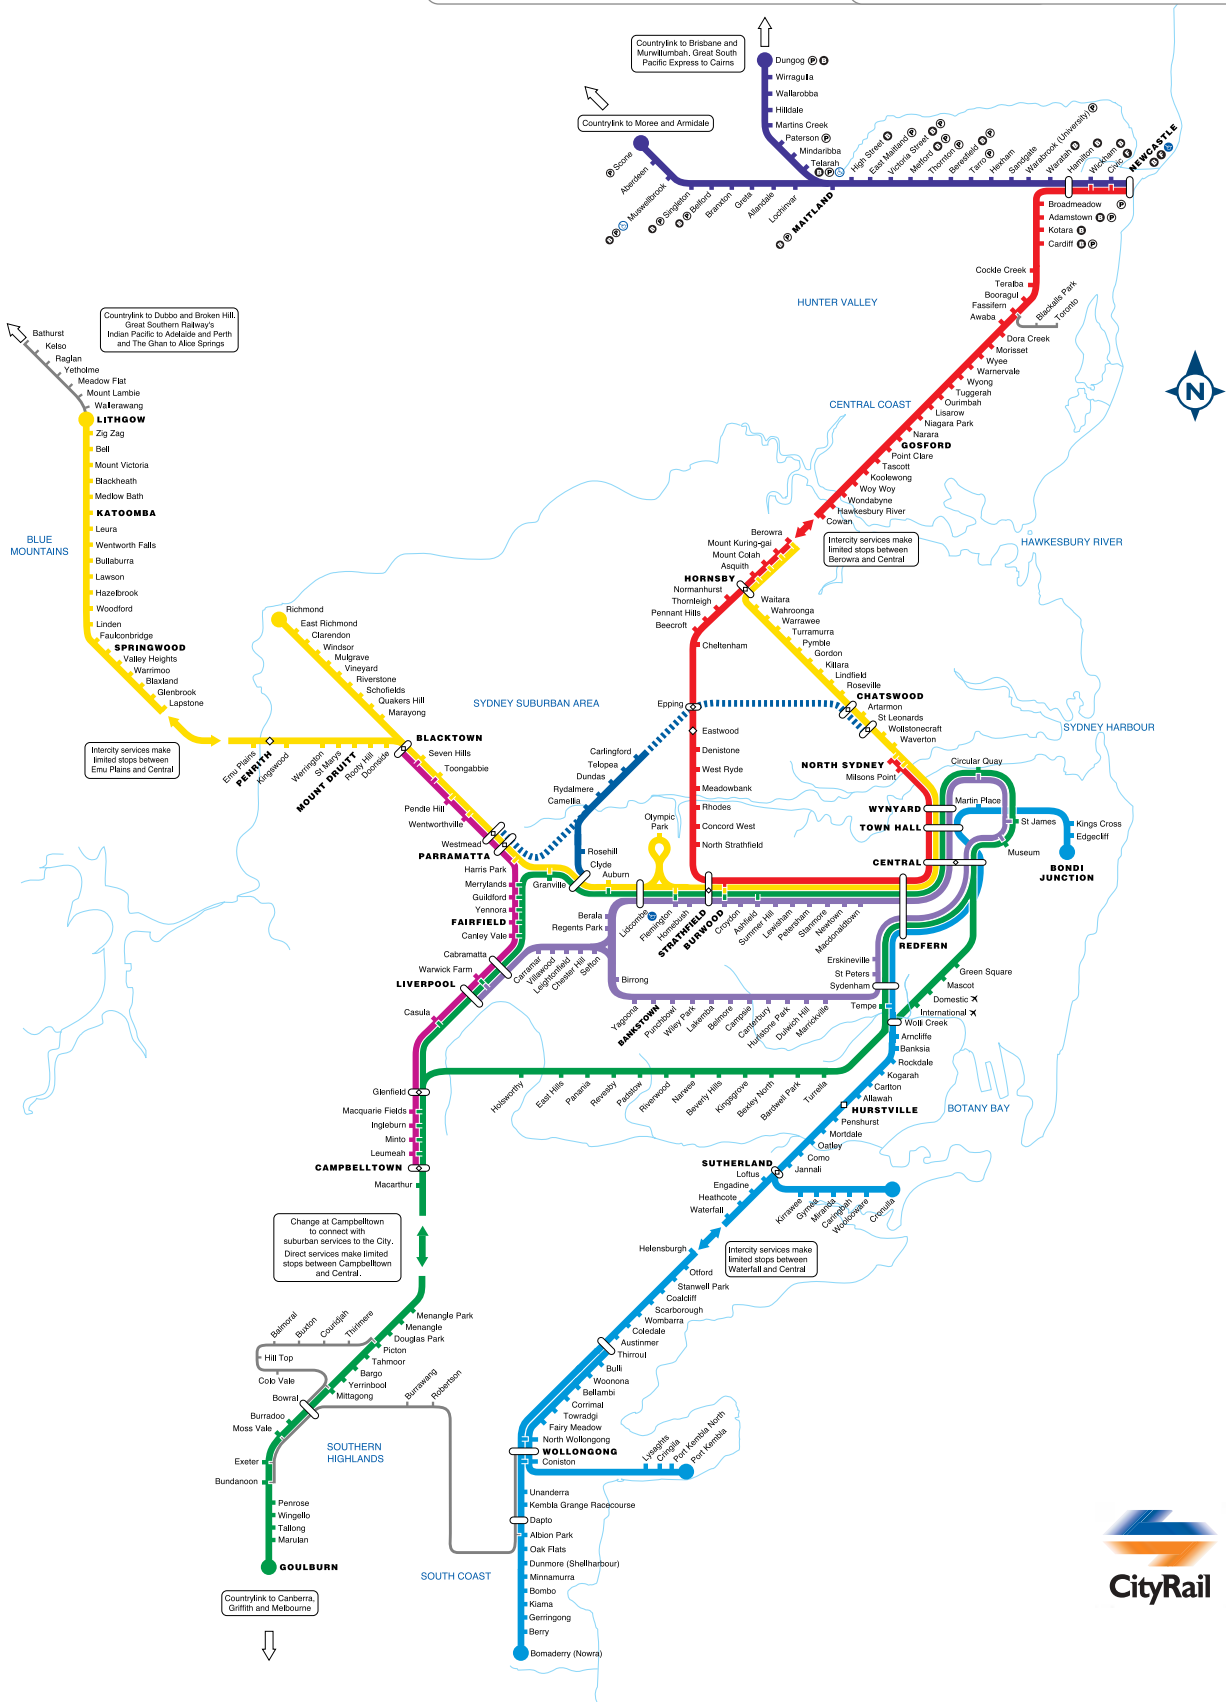 Countrylink to Brisbane and
Murwillumbah. Great South
Pacific Express to Cairns
Dungog P B
Wirragulla
Wallarobba
Hilldale
Martins Creek
Paterson P
Mindaribba
Telarah
Countrylink to Moree and Armidale
Scone
Aberdeen
Muswellbrook
Singleton
Belford
Branxton
Greta
Allandale
Lochinvar
MAITLAND
High Street
East Maitland
Victoria Street
Metford
Thornton
Beresfield
Tarro
Hexham
Sandgate
Warabrook (University)
Waratah
Hamilton
Wickham
Civic
NEWCASTLE
Broadmeadow P
Adamstown B P
Kotara B
Cardiff B P
Cockle Creek
Teralba
Booragul
Fassifern
Awaba
Blackalls Park
Toronto
HUNTER VALLEY
Dora Creek
Morisset
Wyee
Warnervale
Wyong
Tuggerah
Ourimbah
Lisarow
Niagara Park
Narara
GOSFORD
Point Clare
Tascott
Koolewong
Woy Woy
Wondabyne
Hawkesbury River
Cowan
CENTRAL COAST
N
HAWKESBURY RIVER
Intercity services make
limited stops between
Berowra and Central
Berowra
Mount Kuring-gai
Mount Colah
Asquith
HORNSBY
Normanhurst
Thornleigh
Pennant Hills
Beecroft
Cheltenham
Epping
Eastwood
Denistone
West Ryde
Meadowbank
Rhodes
Concord West
North Strathfield
Waitara
Wahroonga
Warrawee
Turramurra
Pymble
Gordon
Killara
Lindfield
Roseville
CHATSWOOD
Artarmon
St Leonards
Wollstonecraft
Waverton
NORTH SYDNEY
Milsons Point
WYNYARD
TOWN HALL
CENTRAL
REDFERN
SYDNEY HARBOUR
Circular Quay
Martin Place
St James
Museum
Kings Cross
Edgecliff
BONDI
JUNCTION
Countrylink to Dubbo and Broken Hill.
Great Southern Railway's
Indian Pacific to Adelaide and Perth
and The Ghan to Alice Springs
Bathurst
Kelso
Raglan
Yetholme
Meadow Flat
Mount Lambie
Wallerawang
LITHGOW
Zig Zag
Bell
Mount Victoria
Blackheath
Medlow Bath
KATOOMBA
Leura
Wentworth Falls
Bullaburra
Lawson
Hazelbrook
Woodford
Linden
Faulconbridge
SPRINGWOOD
Valley Heights
Warrimoo
Blaxland
Glenbrook
Lapstone
BLUE
MOUNTAINS
Intercity services make
limited stops between
Emu Plains and Central
Emu Plains
PENRITH
Kingswood
Werrington
St Marys
MOUNT DRUITT
Rooty Hill
Doonside
BLACKTOWN
Richmond
East Richmond
Clarendon
Windsor
Mulgrave
Vineyard
Riverstone
Schofields
Quakers Hill
Marayong
SYDNEY SUBURBAN AREA
Seven Hills
Toongabbie
Pendle Hill
Wentworthville
Westmead
PARRAMATTA
Harris Park
Merrylands
Guildford
Yennora
FAIRFIELD
Canley Vale
Cabramatta
Warwick Farm
LIVERPOOL
Casula
Glenfield
Macquarie Fields
Ingleburn
Minto
Leumeah
CAMPBELLTOWN
Macarthur
Carlingford
Telopea
Dundas
Rydalmere
Camellia
Rosehill
Clyde
Granville
Auburn
Olympic
Park
Lidcombe
Flemington
Homebush
STRATHFIELD
BURWOOD
Croydon
Ashfield
Summer Hill
Lewisham
Petersham
Stanmore
Newtown
Macdonaldtown
Berala
Regents Park
Carramar
Villawood
Leightonfield
Chester Hill
Sefton
Birrong
Yagoona
BANKSTOWN
Punchbowl
Wiley Park
Lakemba
Belmore
Campsie
Canterbury
Hurlstone Park
Dulwich Hill
Marrickville
Erskineville
St Peters
Sydenham
Tempe
Green Square
Mascot
Domestic
International
Wolli Creek
Arncliffe
Banksia
Rockdale
Kogarah
Carlton
Allawah
HURSTVILLE
Penshurst
Mortdale
Oatley
Como
Jannali
SUTHERLAND
Loftus
Engadine
Heathcote
Waterfall
BOTANY BAY
Kirrawee
Gymea
Miranda
Caringbah
Woolooware
Cronulla
Holsworthy
East Hills
Panania
Revesby
Padstow
Riverwood
Narwee
Beverly Hills
Kingsgrove
Bexley North
Bardwell Park
Turrella
Change at Campbelltown
to connect with
suburban services to the City.
Direct services make limited
stops between Campbelltown
and Central.
Intercity services make
limited stops between
Waterfall and Central
Helensburgh
Otford
Stanwell Park
Coalcliff
Scarborough
Wombarra
Coledale
Austinmer
Thirroul
Bulli
Woonona
Bellambi
Corrimal
Towradgi
Fairy Meadow
North Wollongong
WOLLONGONG
Coniston
Lysaghts
Cringila
Port Kembla North
Port Kembla
Unanderra
Kembla Grange Racecourse
Dapto
Albion Park
Oak Flats
Dunmore (Shellharbour)
Minnamurra
Bombo
Kiama
Gerringong
Berry
Bomaderry (Nowra)
SOUTH COAST
Menangle Park
Menangle
Douglas Park
Picton
Tahmoor
Bargo
Yerrinbool
Mittagong
Balmoral
Buxton
Couridjah
Thirlmere
Hill Top
Colo Vale
Bowral
Burradoo
Moss Vale
Exeter
Bundanoon
Burrawang
Robertson
SOUTHERN
HIGHLANDS
Penrose
Wingello
Tallong
Marulan
GOULBURN
Countrylink to Canberra,
Griffith and Melbourne
CityRail